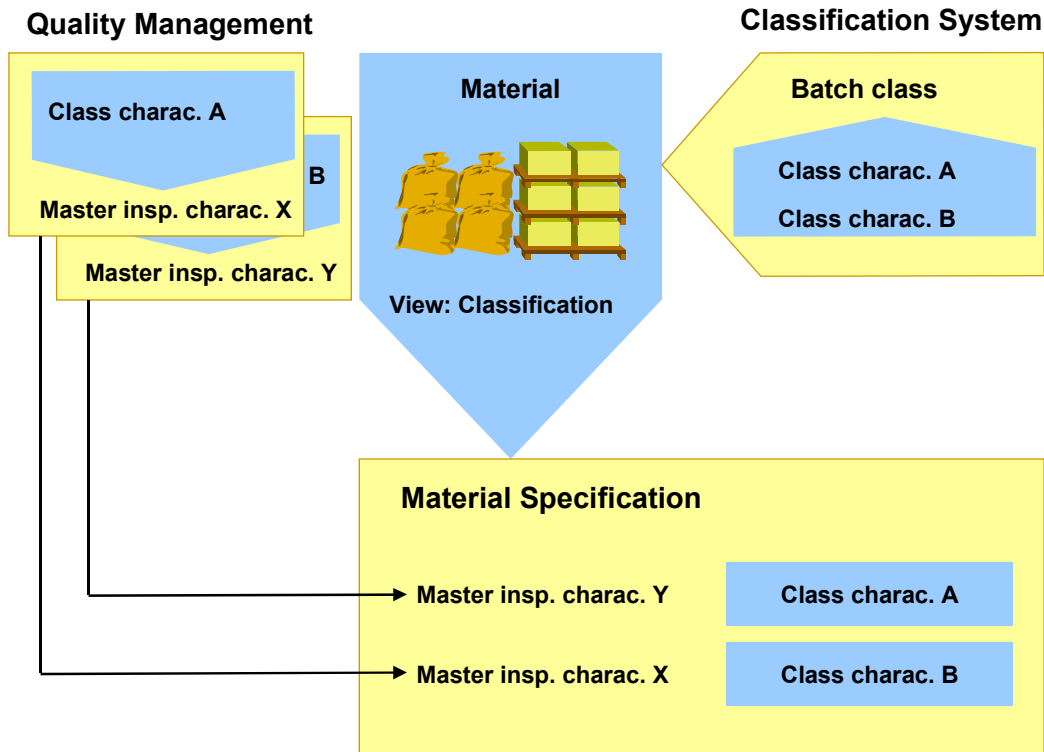 Quality Management
Classification System
Class charac. A
B
Master insp. charac. X
Master insp. charac. Y
Material
View: Classification
Batch class
Class charac. A
Class charac. B
Material Specification
Master insp. charac. Y
Class charac. A
Master insp. charac. X
Class charac. B